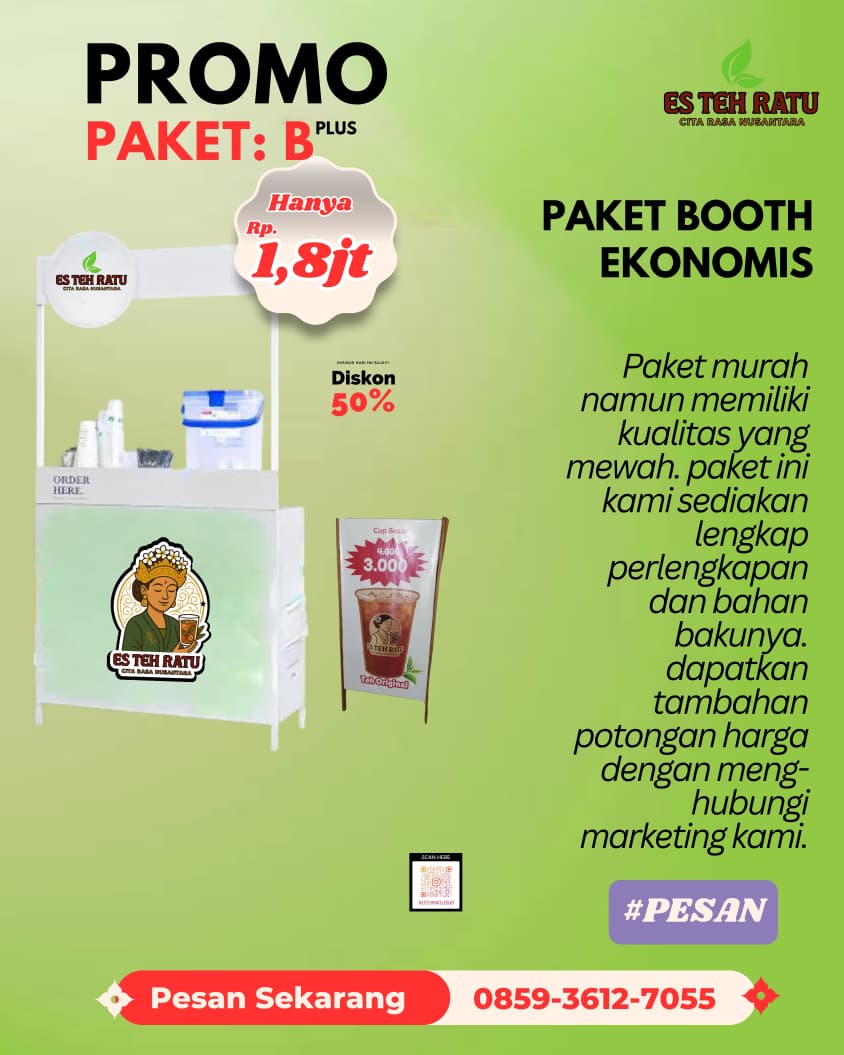 PROMO
PAKET: B PLUS
ES TEH RATU
CITA RASA NUSANTARA
Hanya
Rp.
1,8jt
PAKET BOOTH
EKONOMIS
ES TEH RATU
CITA RASA NUSANTARA
Diskon
50%
Paket murah
namun memiliki
kualitas yang
mewah. paket ini
kami sediakan
lengkap
perlengkapan
dan bahan
bakunya.
dapatkan
tambahan
potongan harga
dengan meng-
hubungi
marketing kami.
ORDER
HERE.
ES TEH RATU
CITA RASA NUSANTARA
Cup Besar
4.000
3.000
ES TEH RATU
Teh Original
SCAN HERE
#PESAN
Pesan Sekarang
0859-3612-7055